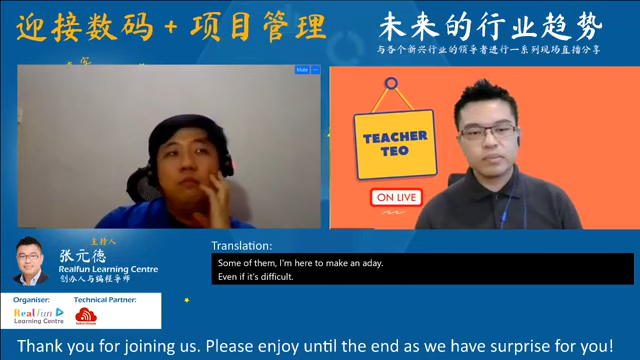 迎接数码 + 项目管理
未来的行业趋势
与各个新兴行业的领导者进行一系列现场直播分享
Mute
TEACHER
TEO
ON LIVE
主持人
张元德
Realfun Learning Centre
创办人与编程导师
Translation:
Some of them, I'm here to make an aday.
Even if it's difficult.
Organiser:
Technical Partner:
Realfun
Learning Centre
Thank you for joining us. Please enjoy until the end as we have surprise for you!